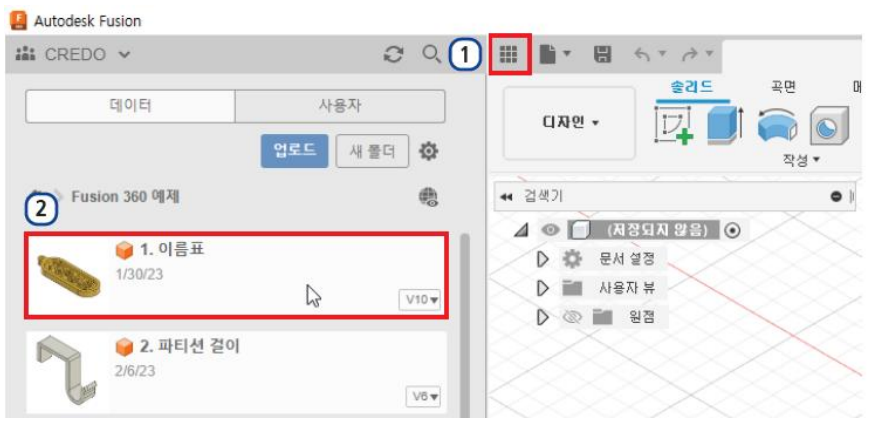 Autodesk Fusion
CREDO
1
데이터
사용자
업로드
새 폴더
Fusion 360 예제
2
1. 이름표
1/30/23
V10
2. 파티션 걸이
2/6/23
V6
솔리드
곡면
디자인
작성
검색기
(저장되지 않음)
문서 설정
사용자 뷰
원점